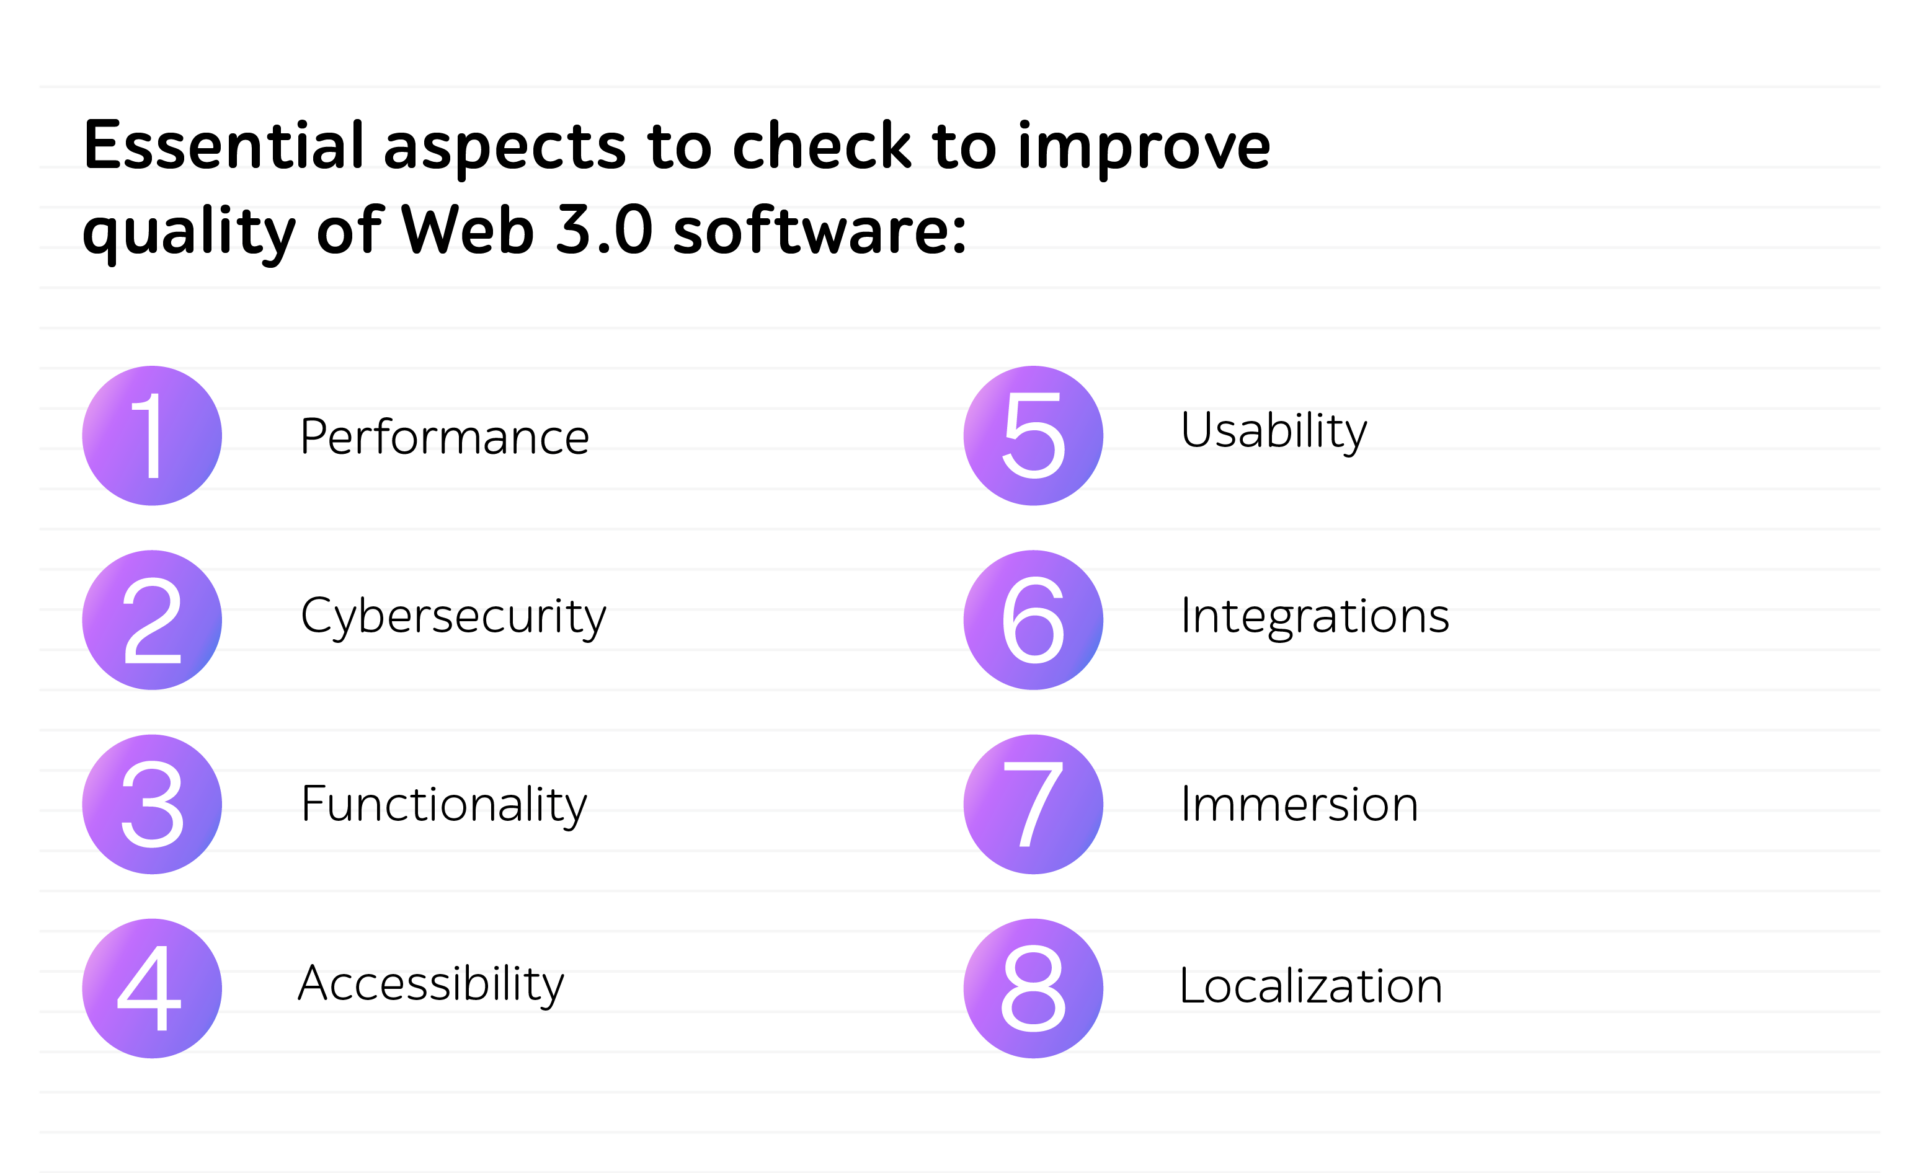 Essential aspects to check to improve
quality of Web 3.0 software:
1 Performance
2 Cybersecurity
3 Functionality
4 Accessibility
5 Usability
6 Integrations
7 Immersion
8 Localization